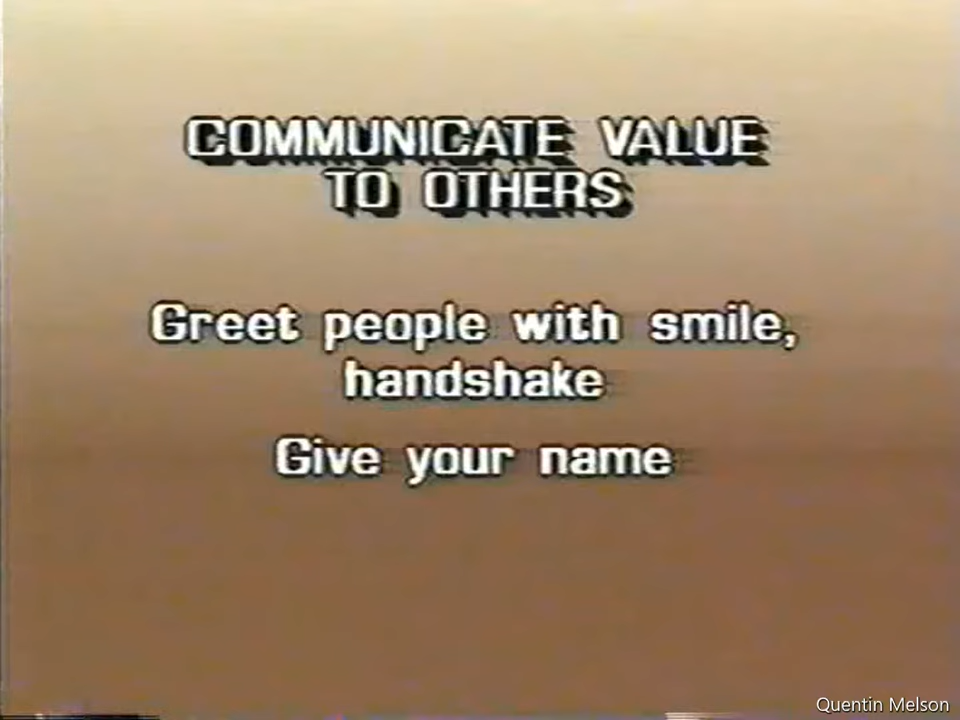 COMMUNICATE VALUE
TO OTHERS
Greet people with smile,
handshake
Give your name
Quentin Melson